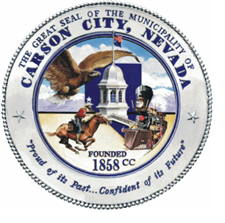 THE GREAT SEAL OF THE MUNICIPALITY OF
CARSON CITY, NEVADA
FOUNDED
1858 CC
"Proud of its Past...Confident of its Future"